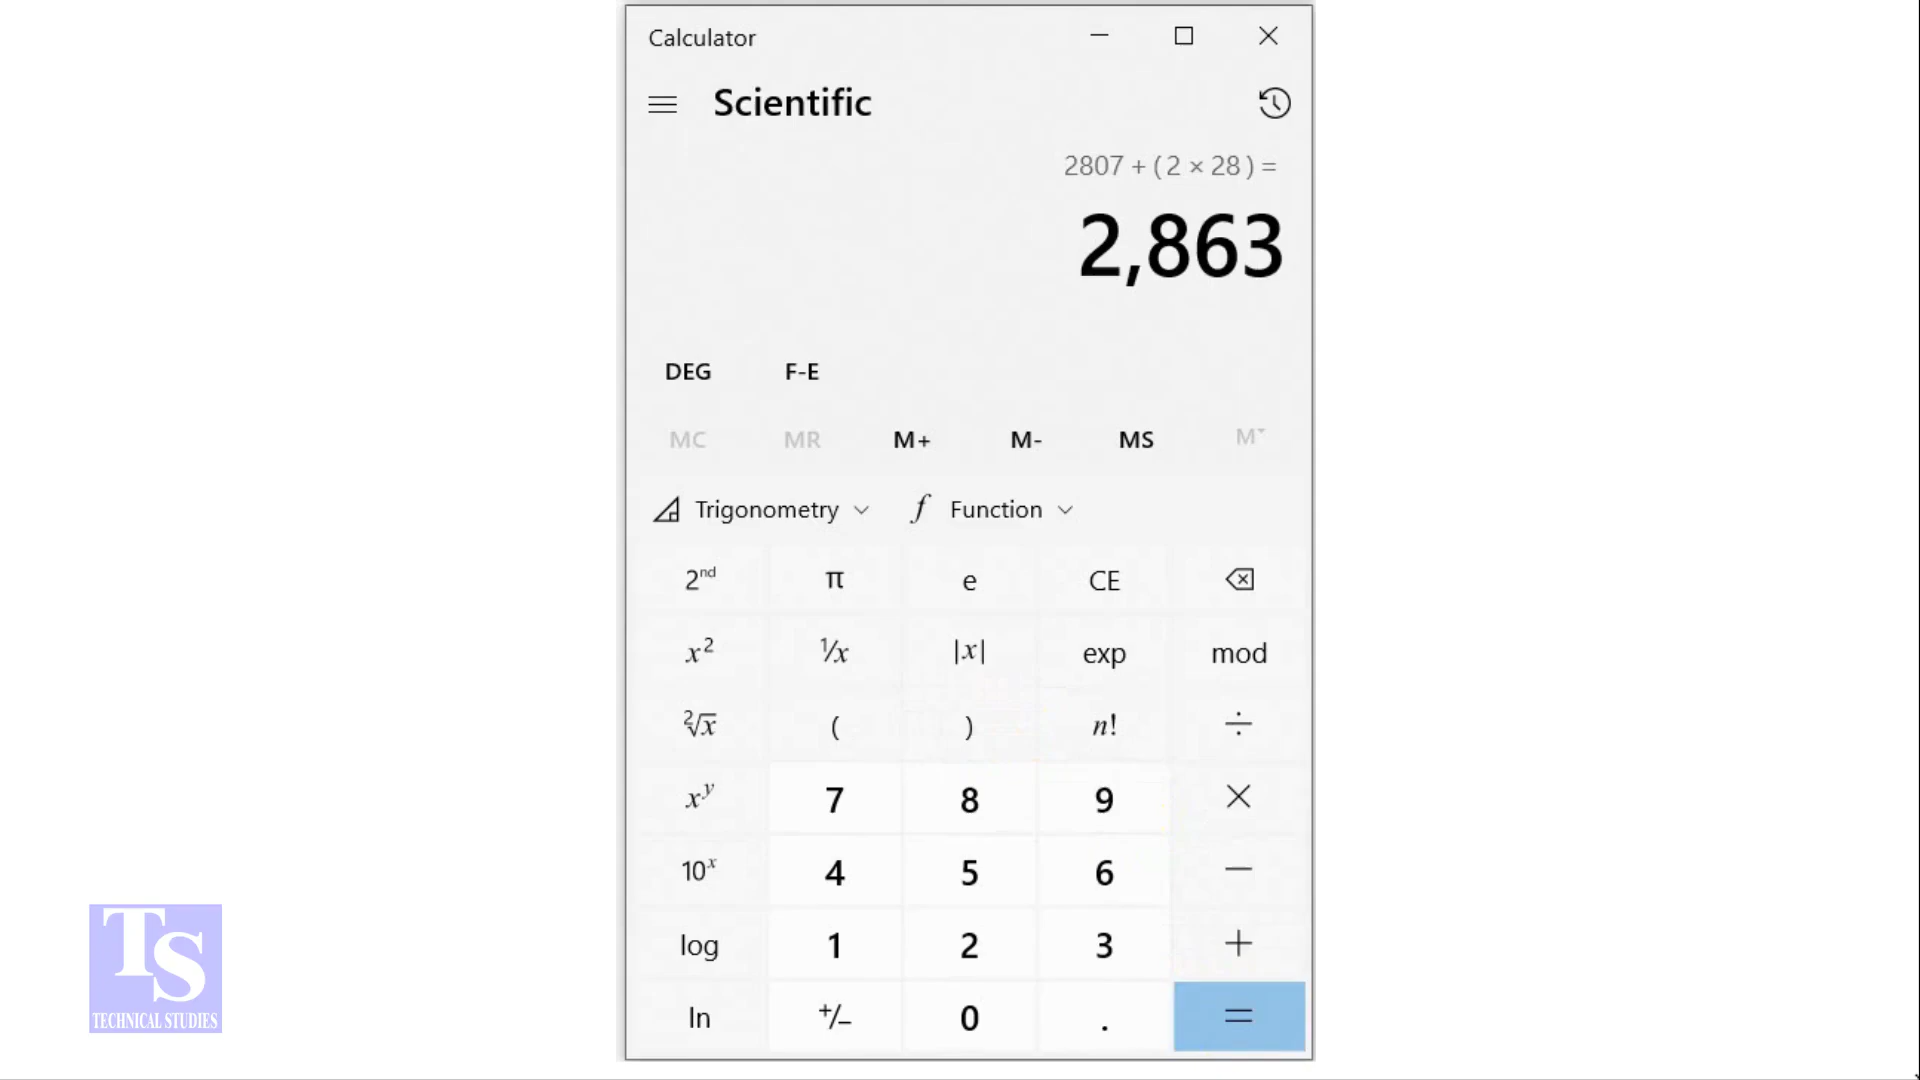 Calculator
Scientific
2807 + ( 2 × 28 ) =
2,863
DEG F-E
MC MR M+ M- MS M˅
Trigonometry f Function
2ⁿᵈ π e CE
x² ¹/x |x| exp mod
²√x ( ) n! ÷
xʸ 7 8 9 ×
10ˣ 4 5 6 −
log 1 2 3 +
ln +/− 0 . =
TS
TECHNICAL STUDIES